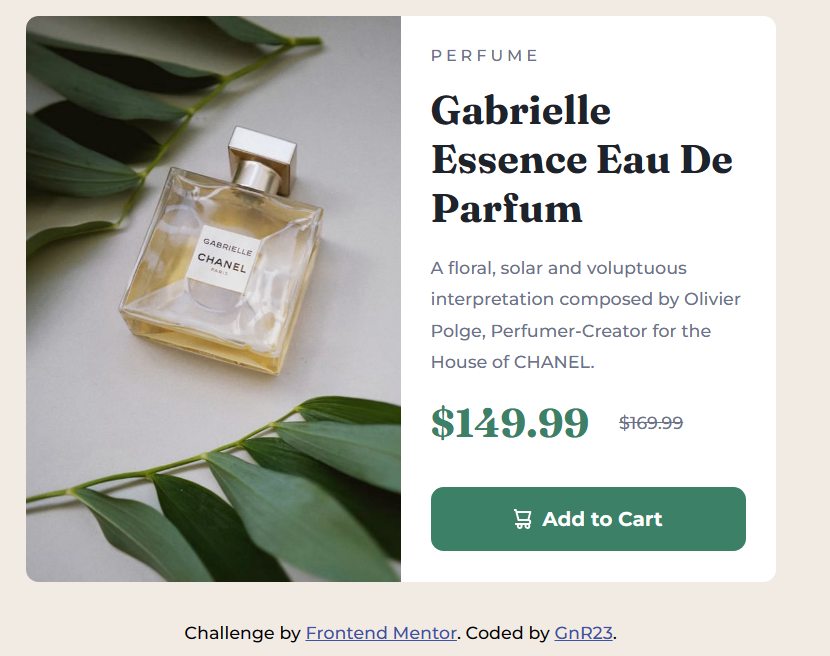 GABRIELLE
CHANEL
PARIS
PERFUME
Gabrielle
Essence Eau De
Parfum
A floral, solar and voluptuous
interpretation composed by Olivier
Polge, Perfumer-Creator for the
House of CHANEL.
$149.99 $169.99
Add to Cart
Challenge by Frontend Mentor. Coded by GnR23.